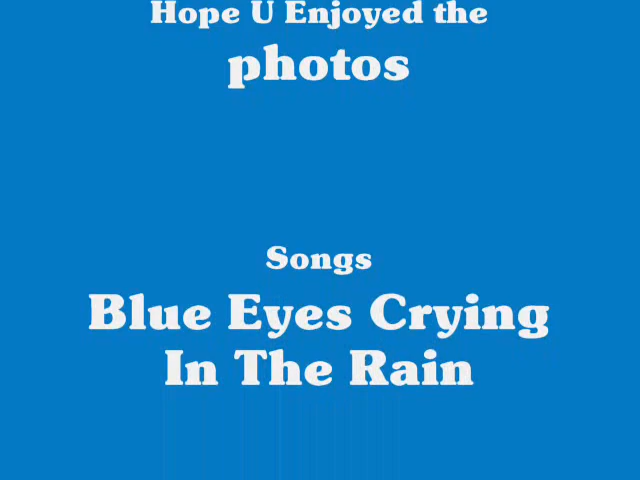 Hope U Enjoyed the
photos
Songs
Blue Eyes Crying
In The Rain